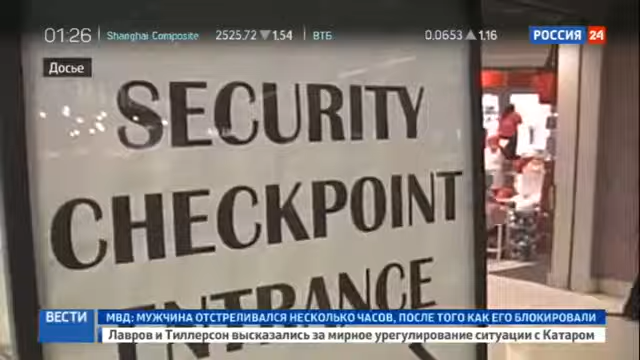 01:26 Shanghai Composite 2525.72 ▼ 1.54 ВТБ 0.0653 ▲ 1.16 РОССИЯ 24
Досье
SECURITY
CHECKPOINT
ENTRANCE
ВЕСТИ МВД: МУЖЧИНА ОТСТРЕЛИВАЛСЯ НЕСКОЛЬКО ЧАСОВ, ПОСЛЕ ТОГО КАК ЕГО БЛОКИРОВАЛИ
Лавров и Тиллерсон высказались за мирное урегулирование ситуации с Катаром